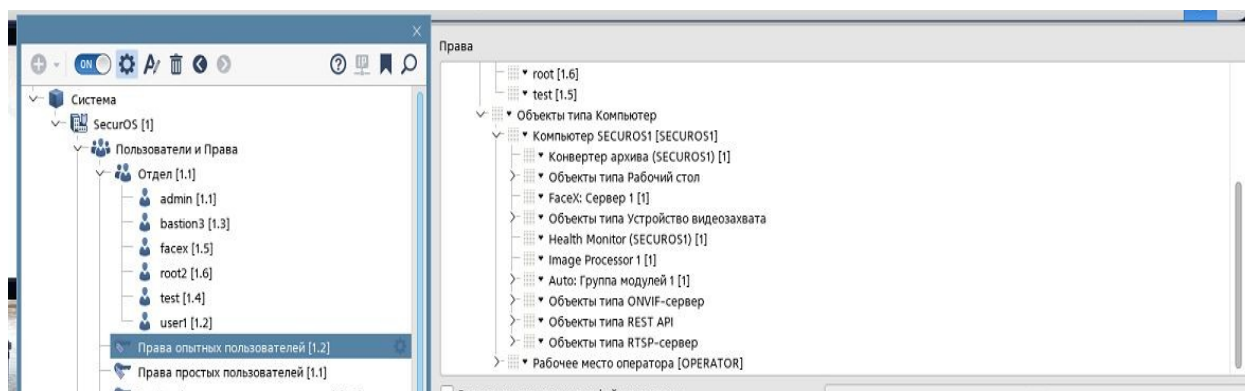 X
ON
Система
SecurOS [1]
Пользователи и Права
Отдел [1.1]
admin [1.1]
bastion3 [1.3]
facex [1.5]
root2 [1.6]
test [1.4]
user1 [1.2]
Права опытных пользователей [1.2]
Права простых пользователей [1.1]
Права
root [1.6]
test [1.5]
Объекты типа Компьютер
Компьютер SECUROS1 [SECUROS1]
Конвертер архива (SECUROS1) [1]
Объекты типа Рабочий стол
FaceX: Сервер 1 [1]
Объекты типа Устройство видеозахвата
Health Monitor (SECUROS1) [1]
Image Processor 1 [1]
Auto: Группа модулей 1 [1]
Объекты типа ONVIF-сервер
Объекты типа REST API
Объекты типа RTSP-сервер
Рабочее место оператора [OPERATOR]